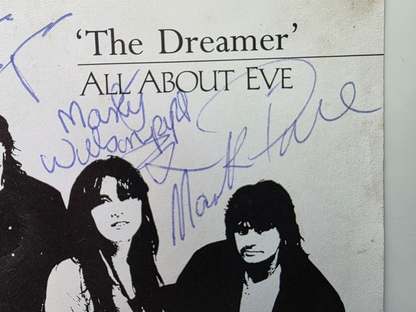 ‘The Dreamer’
ALL ABOUT EVE
Marty
Willson-Piper
Mark Price